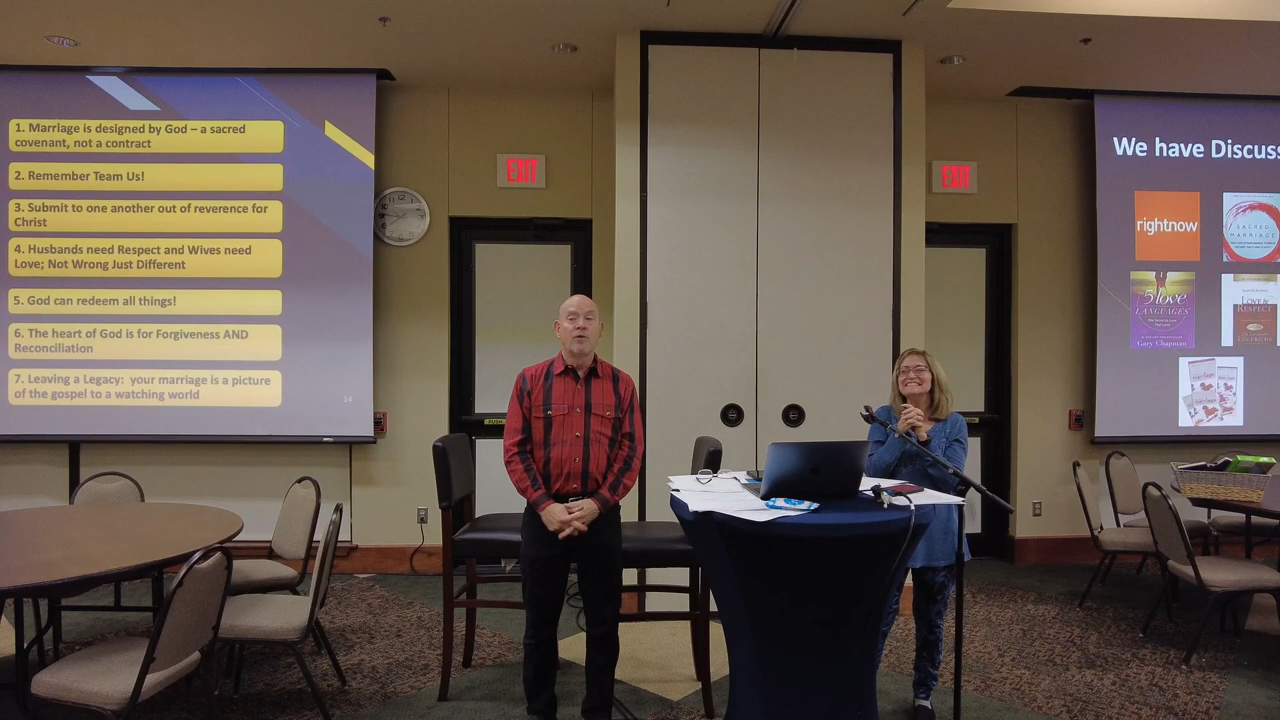 1. Marriage is designed by God – a sacred
covenant, not a contract
2. Remember Team Us!
3. Submit to one another out of reverence for
Christ
4. Husbands need Respect and Wives need
Love; Not Wrong Just Different
5. God can redeem all things!
6. The heart of God is for Forgiveness AND
Reconciliation
7. Leaving a Legacy: your marriage is a picture
of the gospel to a watching world
14
EXIT
EXIT
We have Discuss
rightnow
SACRED
MARRIAGE
5 love
LANGUAGES
Gary Chapman
LOVE &
RESPECT